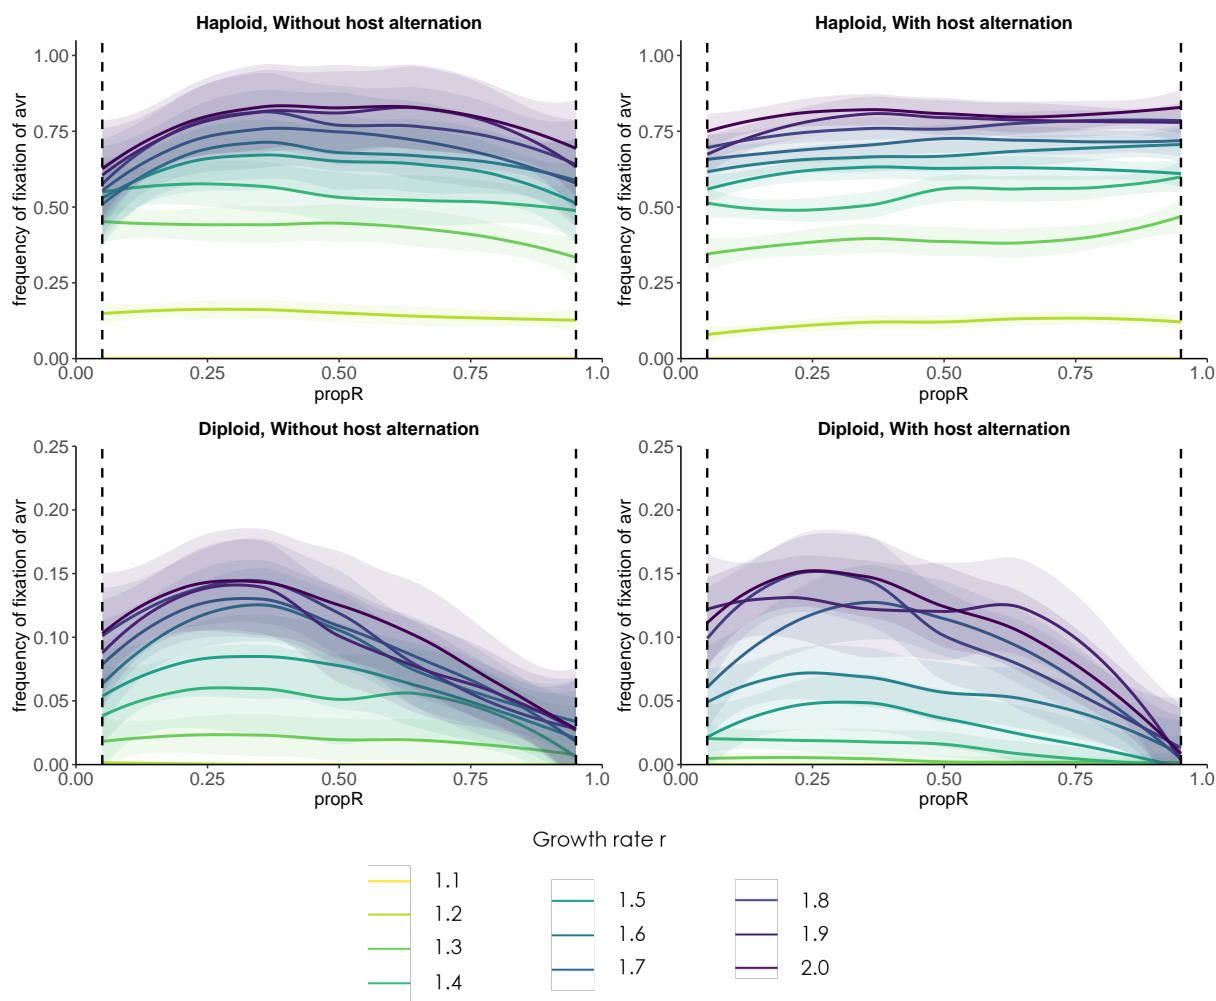 Haploid, Without host alternation
frequency of fixation of avr
1.00
0.75
0.50
0.25
0.00
0.00 0.25 0.50 0.75 1.0
propR
Haploid, With host alternation
frequency of fixation of avr
1.00
0.75
0.50
0.25
0.00
0.00 0.25 0.50 0.75 1.0
propR
Diploid, Without host alternation
frequency of fixation of avr
0.25
0.20
0.15
0.10
0.05
0.00
0.00 0.25 0.50 0.75 1.0
propR
Diploid, With host alternation
frequency of fixation of avr
0.25
0.20
0.15
0.10
0.05
0.00
0.00 0.25 0.50 0.75 1.0
propR
Growth rate r
1.1
1.2
1.3
1.4
1.5
1.6
1.7
1.8
1.9
2.0